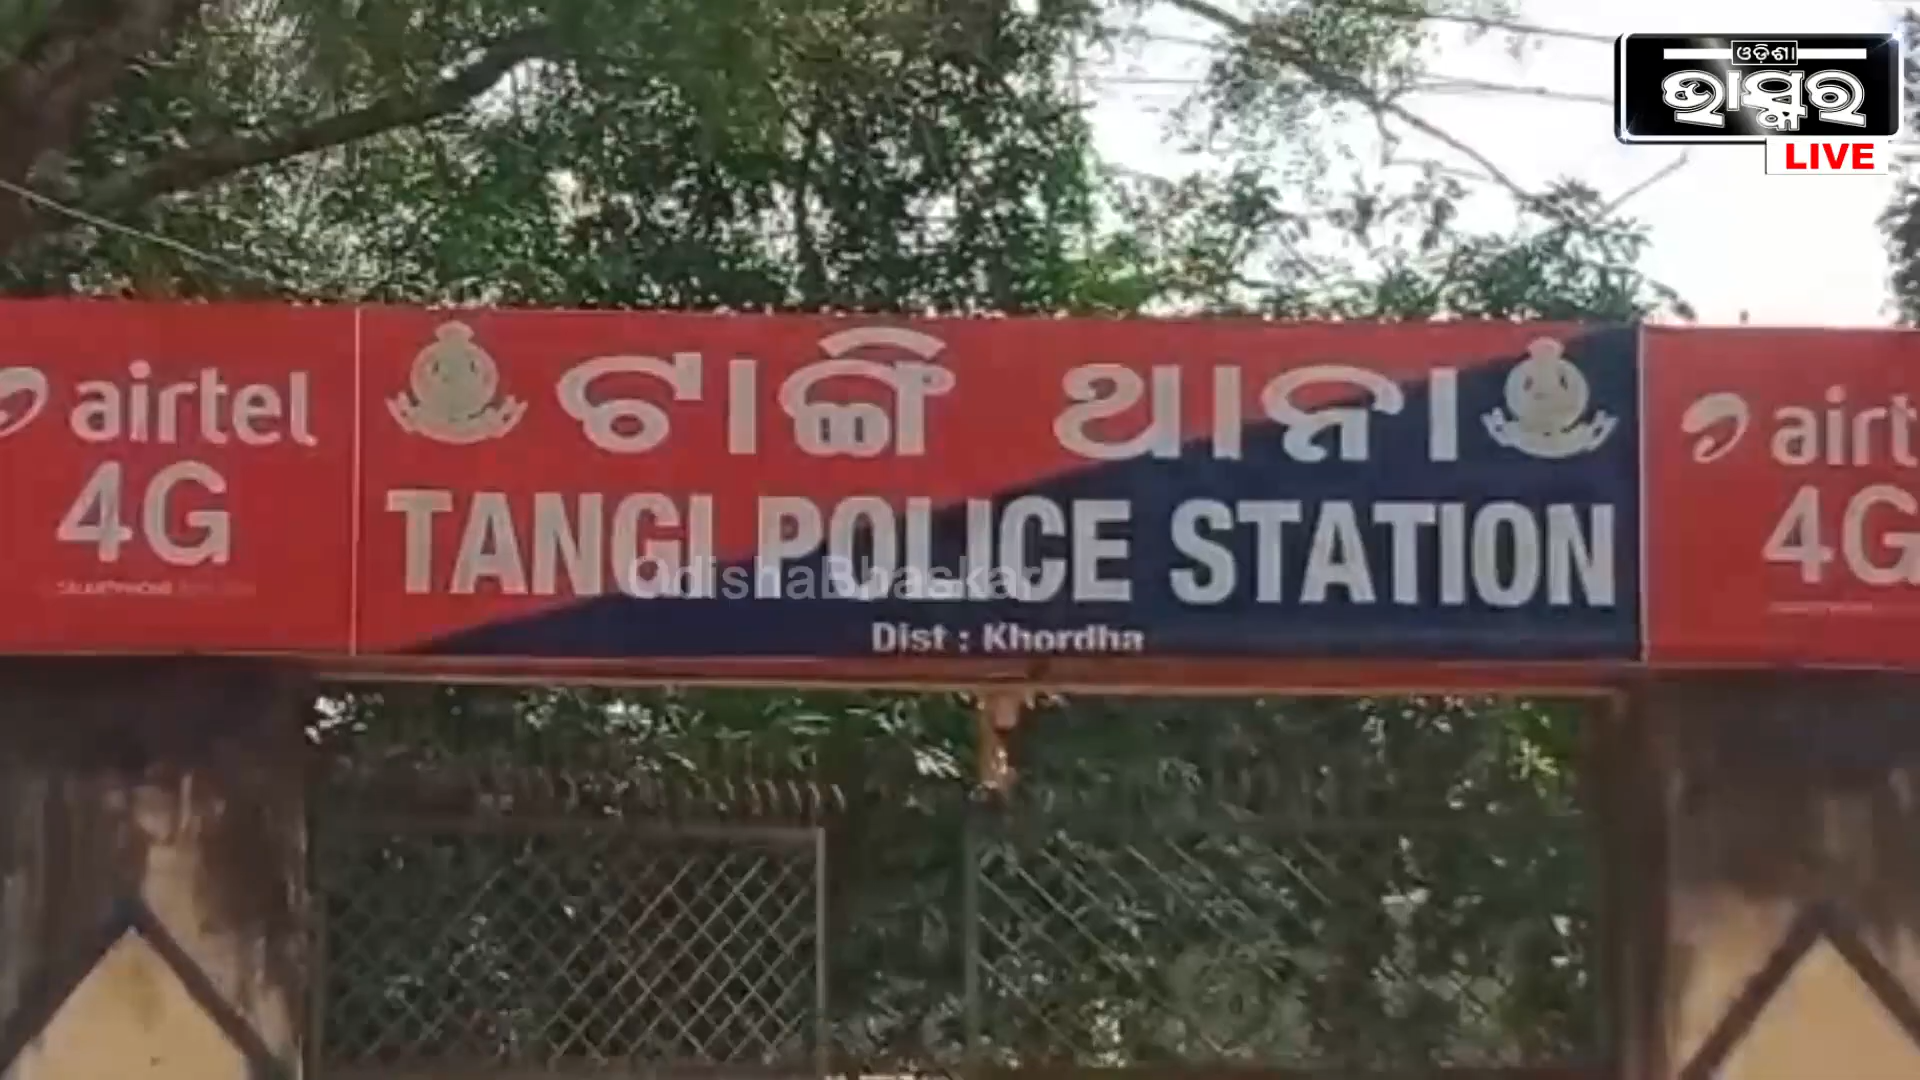 ଓଡ଼ିଶା
ଭାସ୍କର
LIVE
airtel
4G
ଟାଙ୍ଗି ଥାନା
TANGI POLICE STATION
Dist : Khordha
airt
4G
OdishaBhaskar